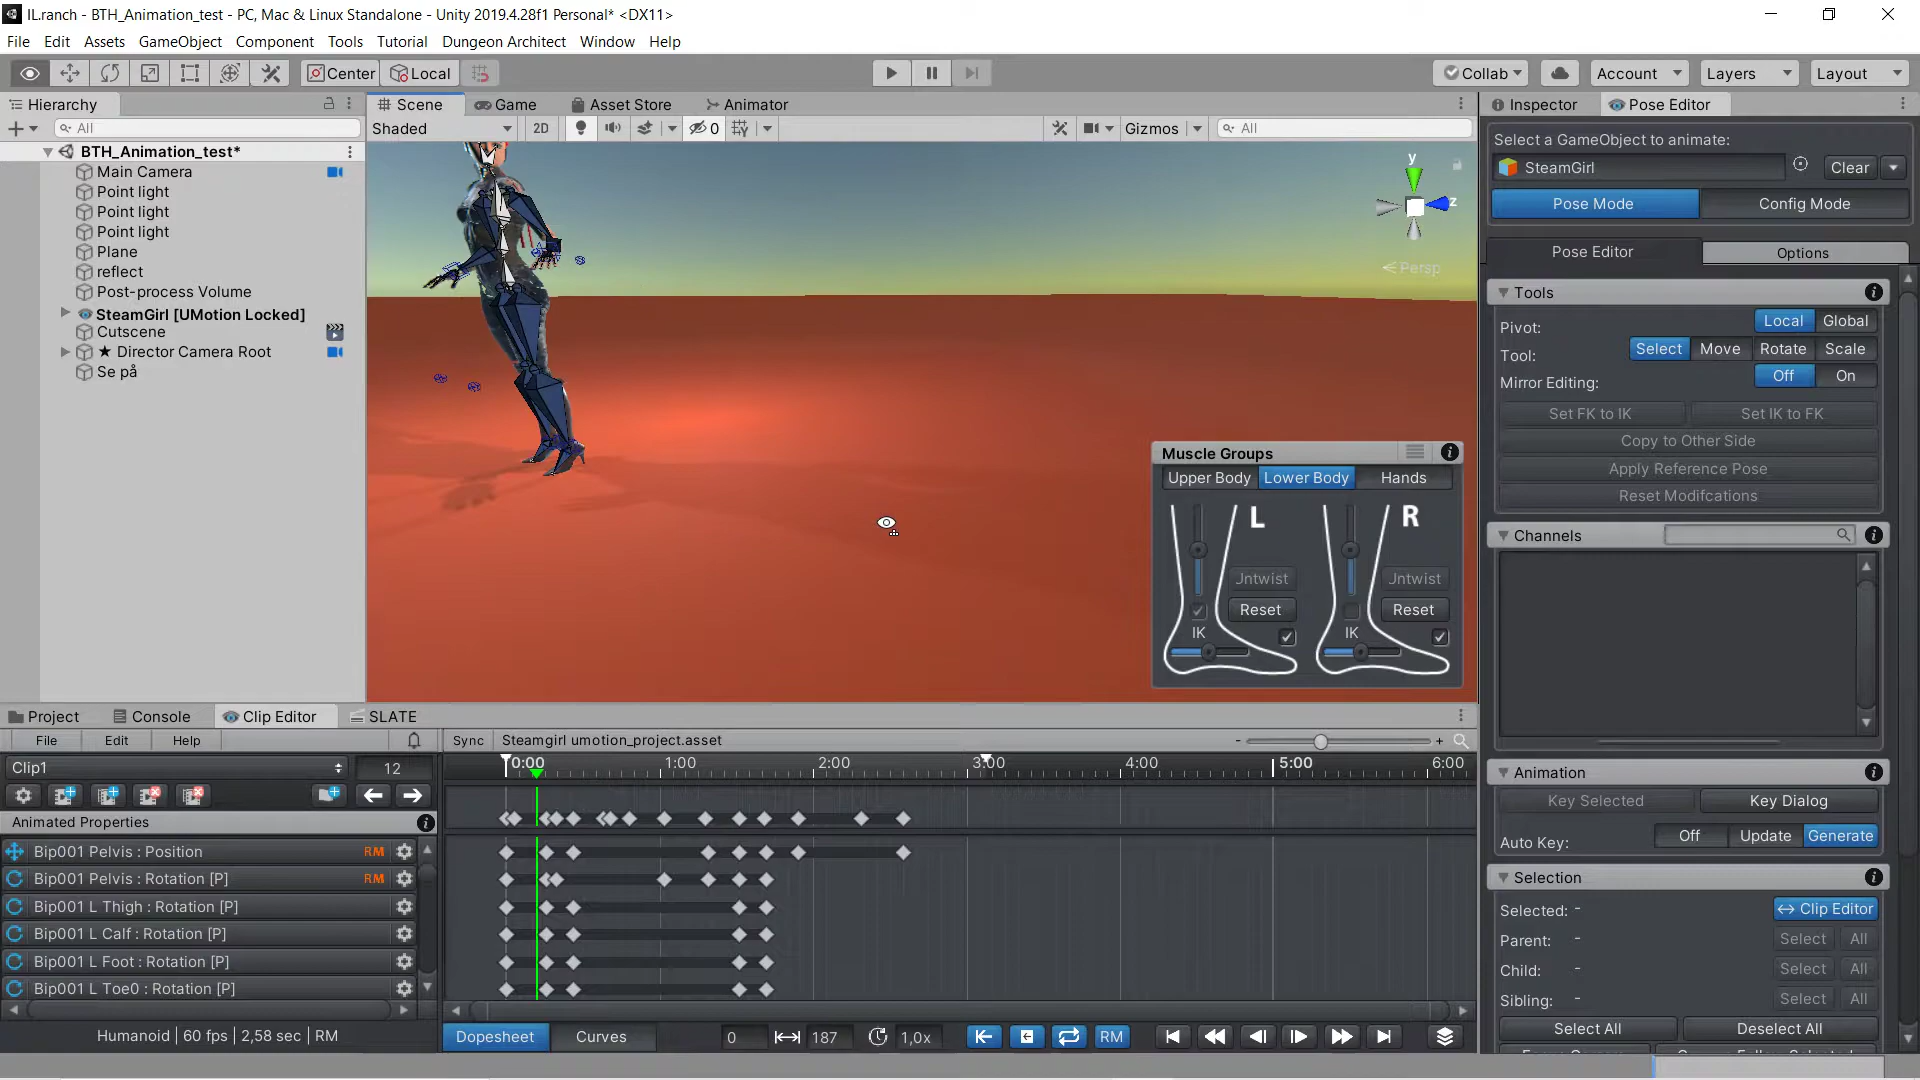 IL.ranch - BTH_Animation_test - PC, Mac & Linux Standalone - Unity 2019.4.28f1 Personal* <DX11>
File Edit Assets GameObject Component Tools Tutorial Dungeon Architect Window Help
Center Local Collab Account Layers Layout
Hierarchy
All
BTH_Animation_test*
Main Camera
Point light
Point light
Point light
Plane
reflect
Post-process Volume
SteamGirl [UMotion Locked]
Cutscene
★ Director Camera Root
Se på
Scene Game Asset Store Animator
Shaded 2D 0 Gizmos All
y
z
Persp
Muscle Groups
Upper Body Lower Body Hands
L R
Jntwist Jntwist
Reset Reset
IK IK
Inspector Pose Editor
Select a GameObject to animate:
SteamGirl Clear
Pose Mode Config Mode
Pose Editor Options
Tools
Pivot: Local Global
Tool: Select Move Rotate Scale
Mirror Editing: Off On
Set FK to IK Set IK to FK
Copy to Other Side
Apply Reference Pose
Reset Modifcations
Channels
Animation
Key Selected Key Dialog
Auto Key: Off Update Generate
Selection
Selected: - Clip Editor
Parent: - Select All
Child: - Select All
Sibling: - Select All
Select All Deselect All
Project Console Clip Editor SLATE
File Edit Help Sync Steamgirl umotion_project.asset - +
Clip1 12
0:00 1:00 2:00 3:00 4:00 5:00 6:00
Animated Properties
Bip001 Pelvis : Position RM
Bip001 Pelvis : Rotation [P] RM
Bip001 L Thigh : Rotation [P]
Bip001 L Calf : Rotation [P]
Bip001 L Foot : Rotation [P]
Bip001 L Toe0 : Rotation [P]
Humanoid | 60 fps | 2,58 sec | RM
Dopesheet Curves 0 187 1,0x RM